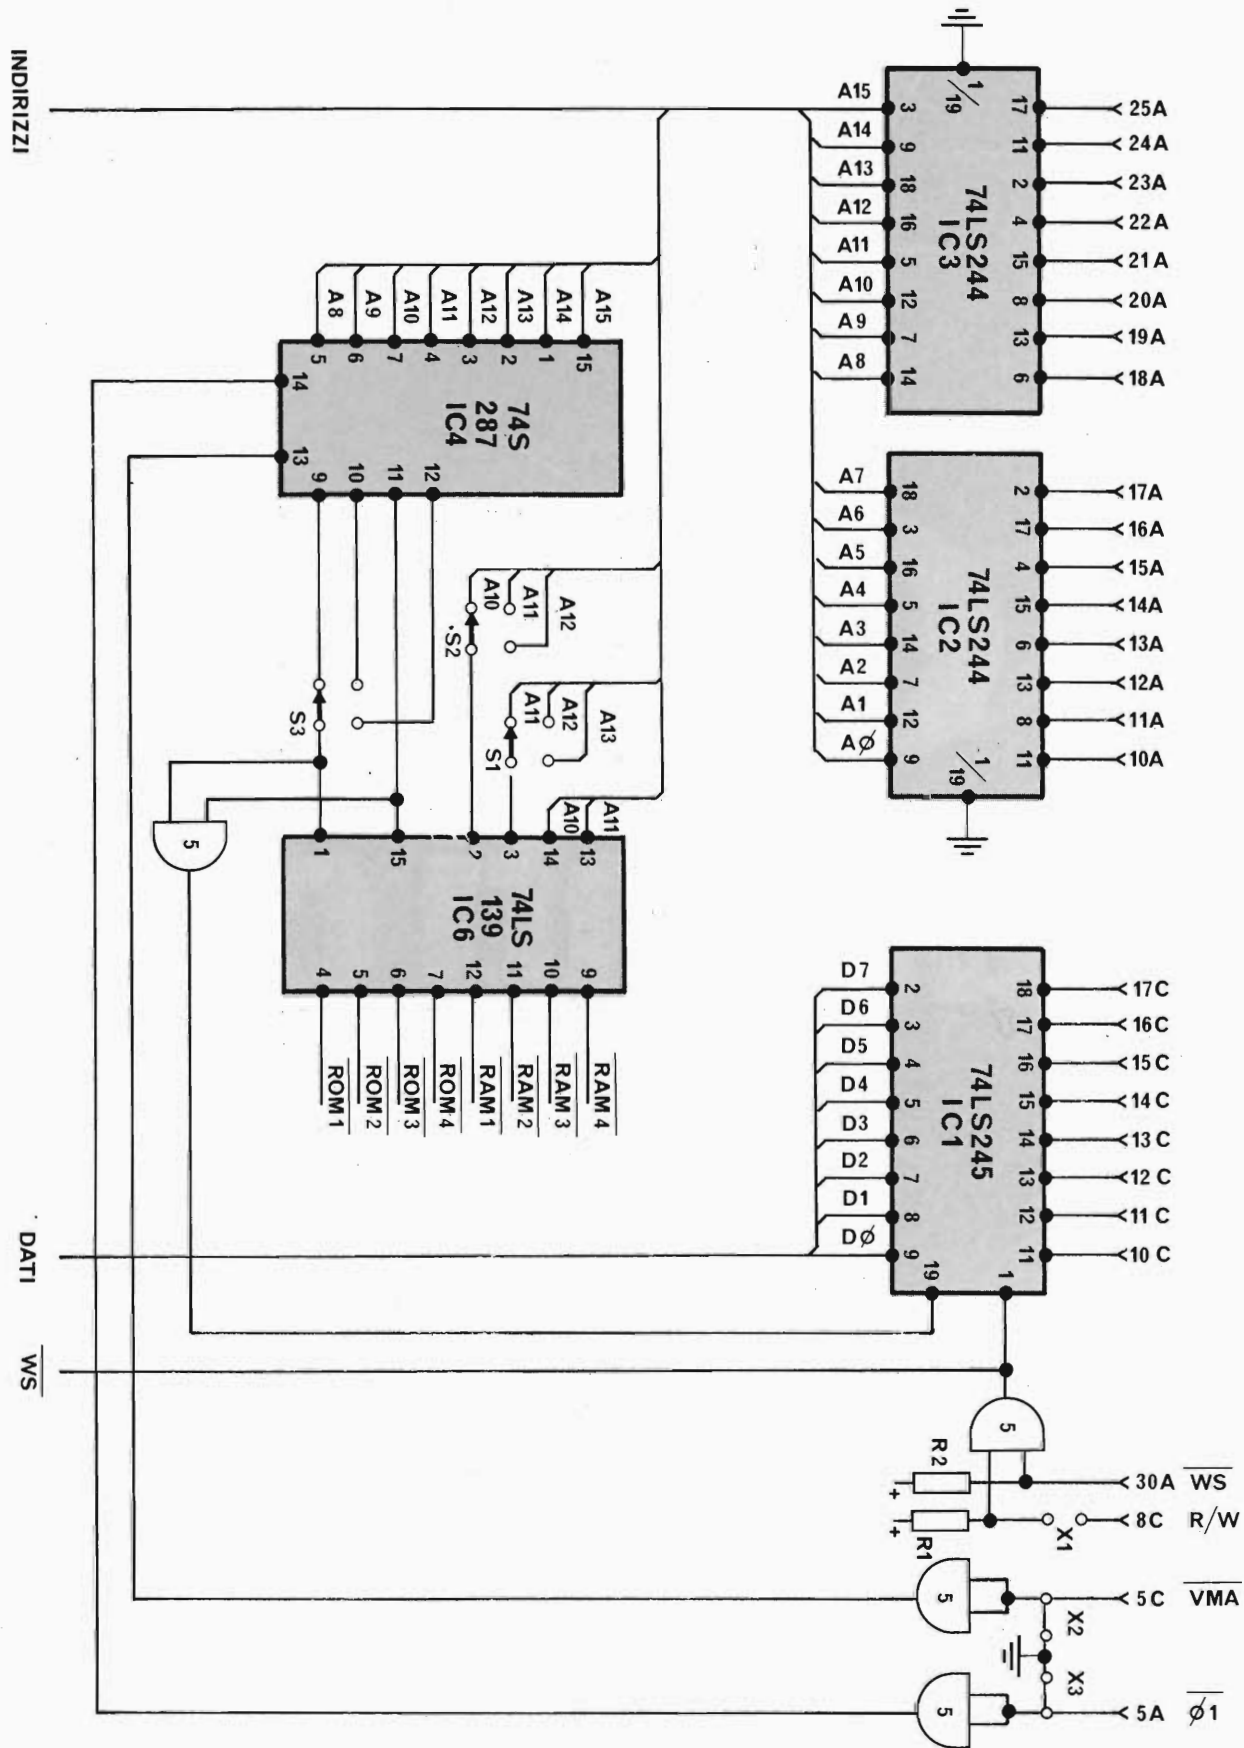 INDIRIZZI
1/19
A15 3 17 25A
A14 9 11 24A
A13 18 2 23A
A12 16 4 22A
A11 5 15 21A
A10 12 8 20A
A9 7 13 19A
A8 14 6 18A
74LS244
IC3
A8 A9 A10 A11 A12 A13 A14 A15
5 6 7 4 3 2 1 15
14
13
74S
287
IC4
9 10 11 12
A7 18 2 17A
A6 3 17 16A
A5 16 4 15A
A4 5 15 14A
A3 14 6 13A
A2 7 13 12A
A1 12 8 11A
AØ 9 11 10A
74LS244
IC2
1/19
A10 A11 A12
S2
A11 A12 A13
S1
S3
A10 A11
5
1 15 2 3 14 13
74LS
139
IC6
4 5 6 7 12 11 10 9
ROM1
ROM2
ROM3
ROM4
RAM1
RAM2
RAM3
RAM4
D7 2 18 17C
D6 3 17 16C
D5 4 16 15C
D4 5 15 14C
D3 6 14 13C
D2 7 13 12C
D1 8 12 11C
DØ 9 11 10C
74LS245
IC1
19 1
DATI
WS
5
R2 + 30A WS
R1 + X1 8C R/W
5 5C VMA
X2
X3
5 5A ø1